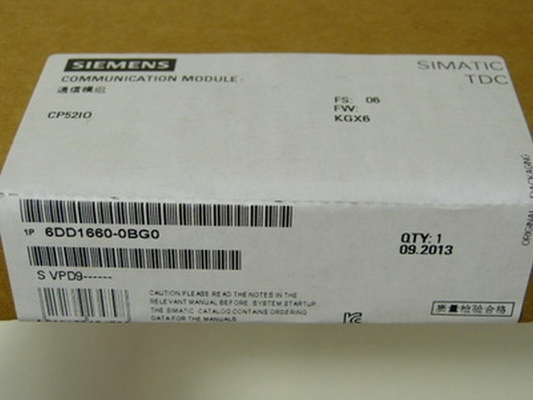 SIEMENS
SIMATIC
TDC
COMMUNICATION MODULE:
通信模组
CP52IO
FS: 06
FW:
KGX6
ORIGINAL PACKAGING
1P 6DD1660-0BG0
QTY: 1
09.2013
S VPD9------
CAUTION PLEASE READ THE NOTES IN THE
RELEVANT MANUAL BEFORE SYSTEM STARTUP
THE SIMATIC CATALOG CONTAINS ORDERING
DATA FOR THE MANUALS
质量检验合格